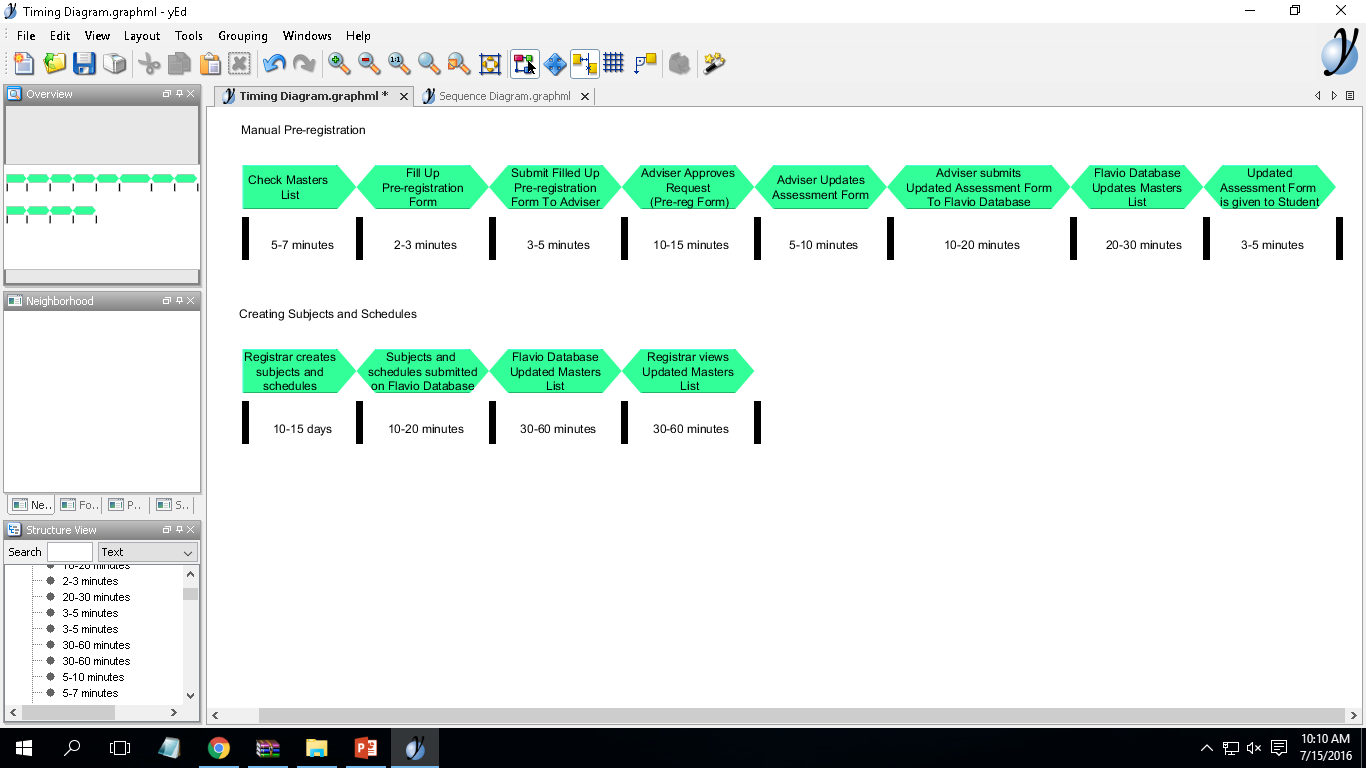 Timing Diagram.graphml - yEd
File Edit View Layout Tools Grouping Windows Help
1:1
Overview
Timing Diagram.graphml *
Sequence Diagram.graphml
Manual Pre-registration
Check Masters
List
Fill Up
Pre-registration
Form
Submit Filled Up
Pre-registration
Form To Adviser
Adviser Approves
Request
(Pre-reg Form)
Adviser Updates
Assessment Form
Adviser submits
Updated Assessment Form
To Flavio Database
Flavio Database
Updates Masters
List
Updated
Assessment Form
is given to Student
5-7 minutes
2-3 minutes
3-5 minutes
10-15 minutes
5-10 minutes
10-20 minutes
20-30 minutes
3-5 minutes
Creating Subjects and Schedules
Registrar creates
subjects and
schedules
Subjects and
schedules submitted
on Flavio Database
Flavio Database
Updated Masters
List
Registrar views
Updated Masters
List
10-15 days
10-20 minutes
30-60 minutes
30-60 minutes
Neighborhood
Ne..
Fo..
P..
S..
Structure View
Search
Text
10-20 minutes
2-3 minutes
20-30 minutes
3-5 minutes
3-5 minutes
30-60 minutes
30-60 minutes
5-10 minutes
5-7 minutes
10:10 AM
7/15/2016